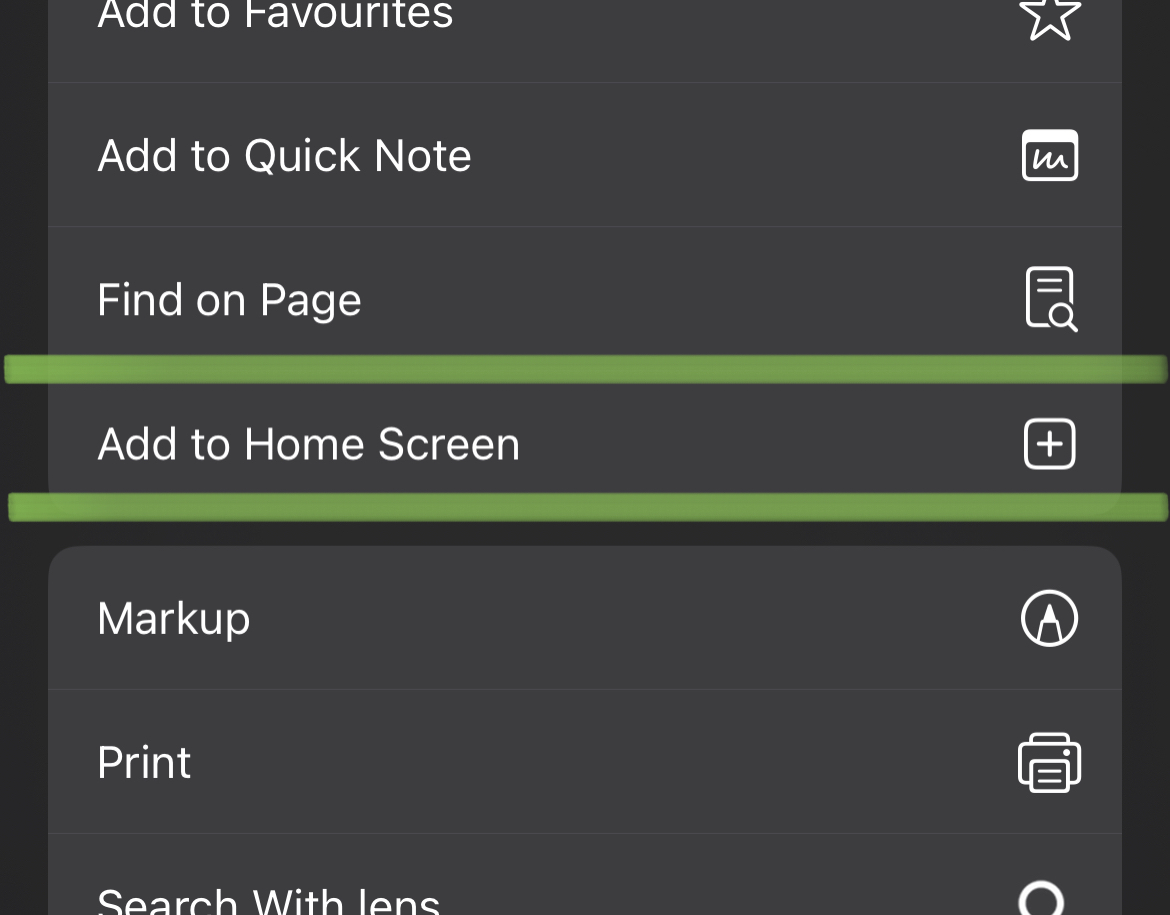 Add to Favourites
Add to Quick Note
Find on Page
Add to Home Screen
Markup
Print
Search With lens